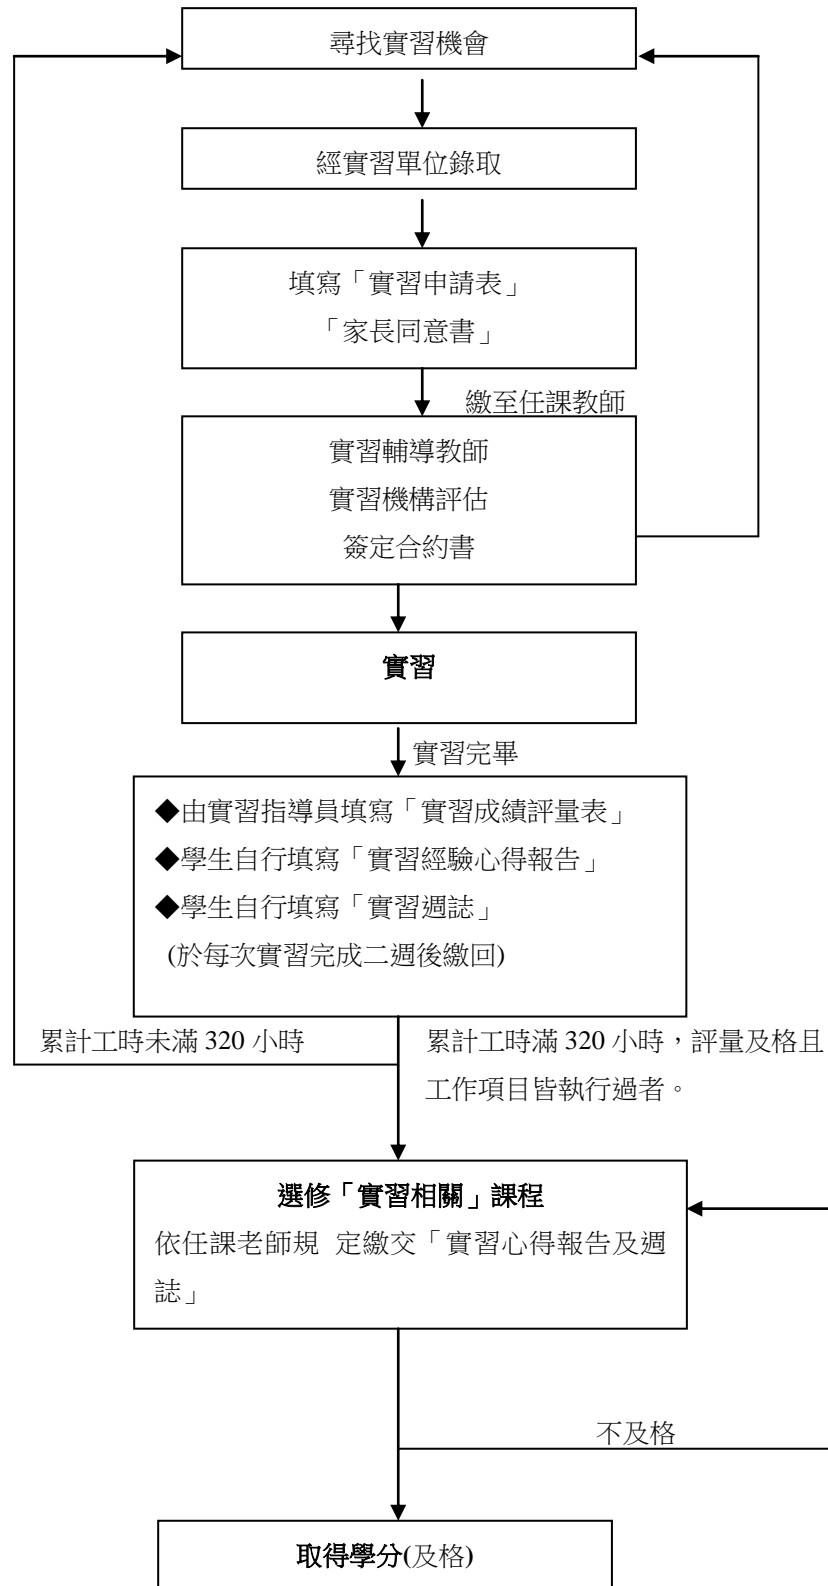 尋找實習機會
經實習單位錄取
填寫「實習申請表」
「家長同意書」
繳至任課教師
實習輔導教師
實習機構評估
簽定合約書
實習
實習完畢
◆由實習指導員填寫「實習成績評量表」
◆學生自行填寫「實習經驗心得報告」
◆學生自行填寫「實習週誌」
(於每次實習完成二週後繳回)
累計工時未滿 320 小時
累計工時滿 320 小時，評量及格且
工作項目皆執行過者。
選修「實習相關」課程
依任課老師規 定繳交「實習心得報告及週
誌」
不及格
取得學分(及格)